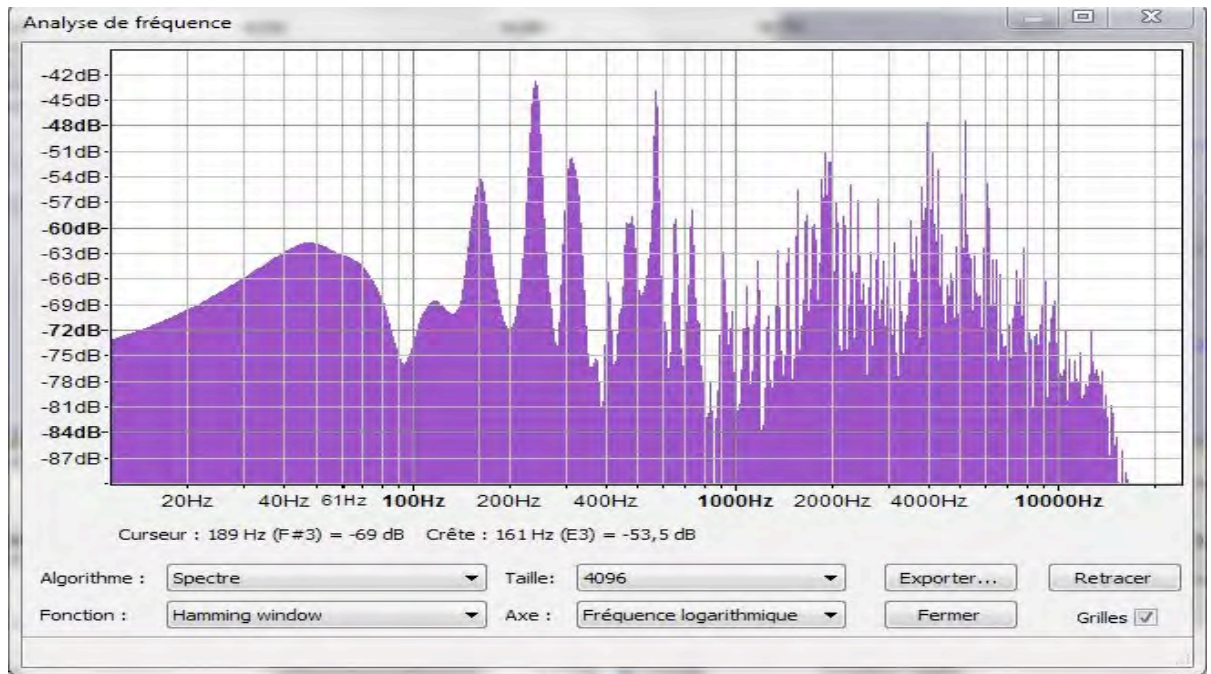 Analyse de fréquence
-42dB
-45dB
-48dB
-51dB
-54dB
-57dB
-60dB
-63dB
-66dB
-69dB
-72dB
-75dB
-78dB
-81dB
-84dB
-87dB
20Hz 40Hz 61Hz 100Hz 200Hz 400Hz 1000Hz 2000Hz 4000Hz 10000Hz
Curseur : 189 Hz (F#3) = -69 dB Crête : 161 Hz (E3) = -53,5 dB
Algorithme : Spectre Taille: 4096 Exporter... Retracer
Fonction : Hamming window Axe : Fréquence logarithmique Fermer Grilles